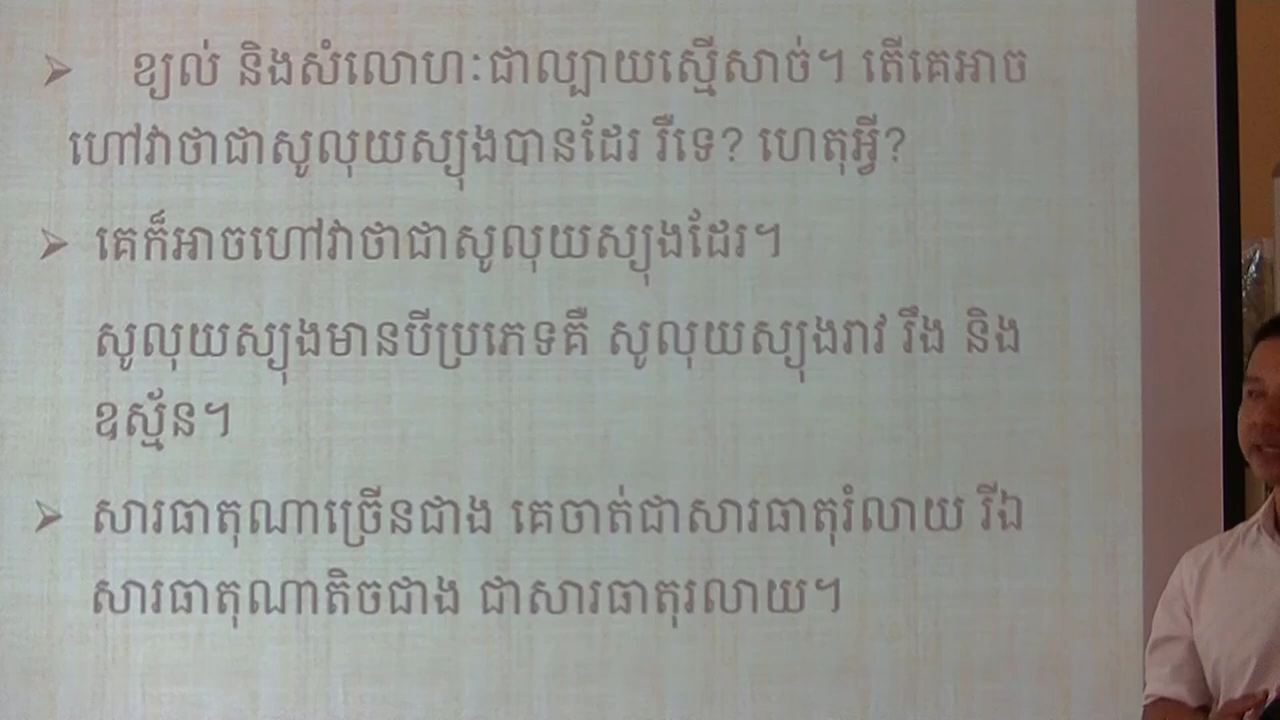 ➢ ខ្យល់ និងសំលោហៈជាល្បាយស្មើសាច់។ តើគេអាច
ហៅវាថាជាសូលុយស្យុងបានដែរ រឺទេ? ហេតុអ្វី?
➢ គេក៏អាចហៅវាថាជាសូលុយស្យុងដែរ។
សូលុយស្យុងមានបីប្រភេទគឺ សូលុយស្យុងរាវ រឹង និង
ឧស្ម័ន។
➢ សារធាតុណាច្រើនជាង គេចាត់ជាសារធាតុរំលាយ រីឯ
សារធាតុណាតិចជាង ជាសារធាតុរលាយ។